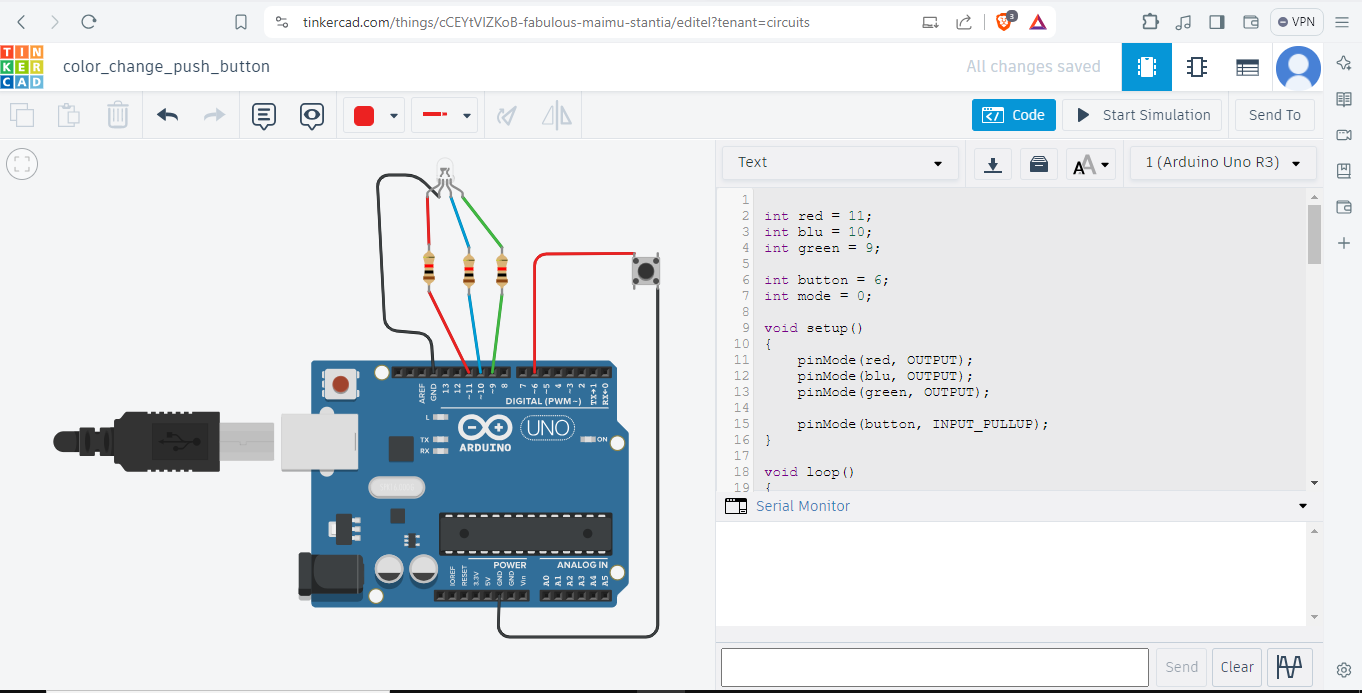 tinkercad.com/things/cCEYtVIZKoB-fabulous-maimu-stantia/editel?tenant=circuits
3
VPN
TIN
KER
CAD
color_change_push_button
All changes saved
Code
Start Simulation
Send To
Text
1 (Arduino Uno R3)
1
2 int red = 11;
3 int blu = 10;
4 int green = 9;
5
6 int button = 6;
7 int mode = 0;
8
9 void setup()
10 {
11 pinMode(red, OUTPUT);
12 pinMode(blu, OUTPUT);
13 pinMode(green, OUTPUT);
14
15 pinMode(button, INPUT_PULLUP);
16 }
17
18 void loop()
19 {
Serial Monitor
Send
Clear
AREF
GND
13
12
~11
~10
~9
8
7
~6
~5
4
~3
2
TX→1
RX←0
DIGITAL (PWM~)
L
TX
RX
ARDUINO
UNO
ON
POWER
ANALOG IN
IOREF
RESET
3.3V
5V
GND
GND
Vin
A0
A1
A2
A3
A4
A5